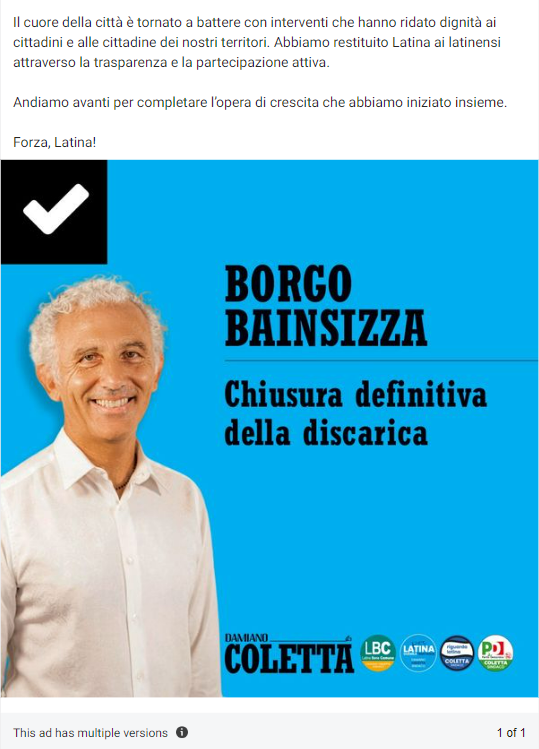 Il cuore della città è tornato a battere con interventi che hanno ridato dignità ai
cittadini e alle cittadine dei nostri territori. Abbiamo restituito Latina ai latinensi
attraverso la trasparenza e la partecipazione attiva.
Andiamo avanti per completare l'opera di crescita che abbiamo iniziato insieme.
Forza, Latina!
BORGO
BAINSIZZA
Chiusura definitiva
della discarica
DAMIANO
COLETTA
LBC
LATINA
riguarda
latina
COLETTA
PD
COLETTA
SINDACO
This ad has multiple versions
1 of 1